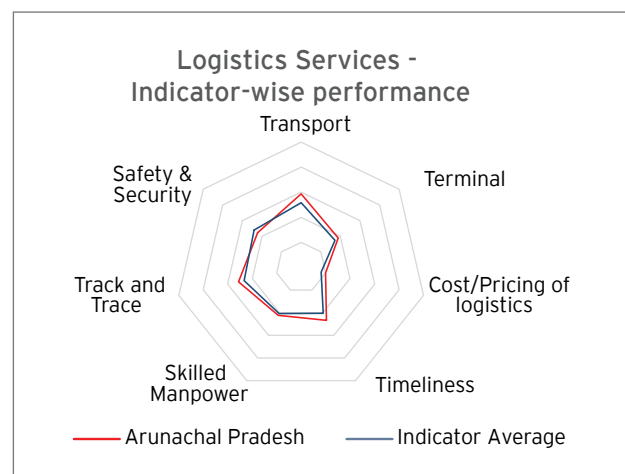 Logistics Services -
Indicator-wise performance
Transport
Safety &
Security
Terminal
Track and
Trace
Cost/Pricing of
logistics
Skilled
Manpower
Timeliness
Arunachal Pradesh
Indicator Average